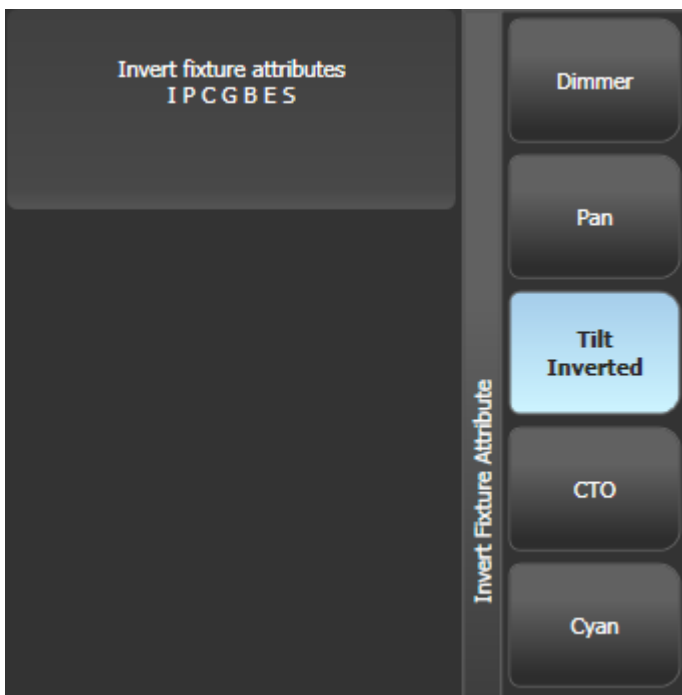 Invert fixture attributes
I P C G B E S
Invert Fixture Attribute
Dimmer
Pan
Tilt
Inverted
CTO
Cyan